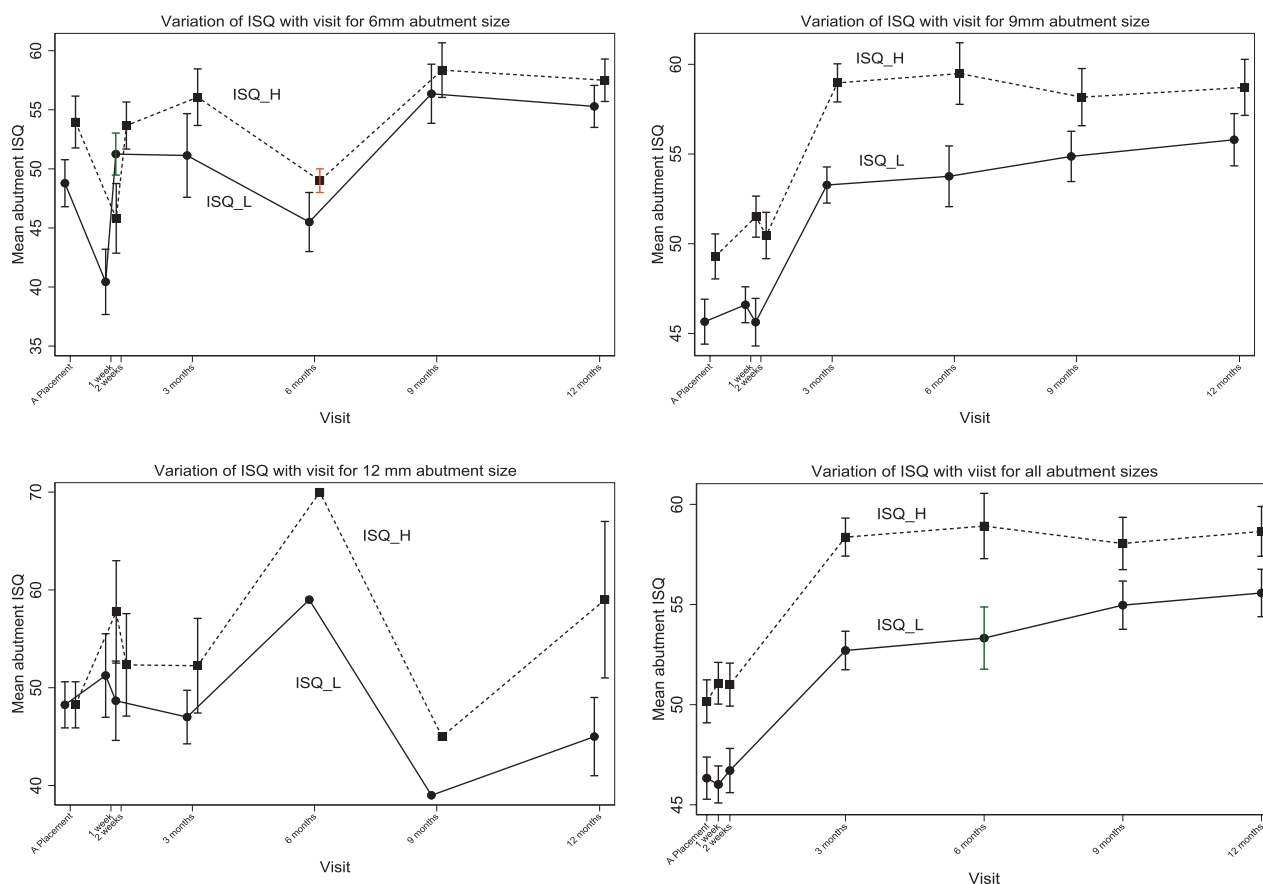 Variation of ISQ with visit for 6mm abutment size
Mean abutment ISQ
60
55
50
45
40
35
ISQ_H
ISQ_L
A Placement
1 week
2 weeks
3 months
6 months
9 months
12 months
Visit
Variation of ISQ with visit for 9mm abutment size
Mean abutment ISQ
60
55
50
45
ISQ_H
ISQ_L
A Placement
1 week
2 weeks
3 months
6 months
9 months
12 months
Visit
Variation of ISQ with visit for 12 mm abutment size
Mean abutment ISQ
70
60
50
40
ISQ_H
ISQ_L
A Placement
1 week
2 weeks
3 months
6 months
9 months
12 months
Visit
Variation of ISQ with viist for all abutment sizes
Mean abutment ISQ
60
55
50
45
ISQ_H
ISQ_L
A Placement
1 week
2 weeks
3 months
6 months
9 months
12 months
Visit